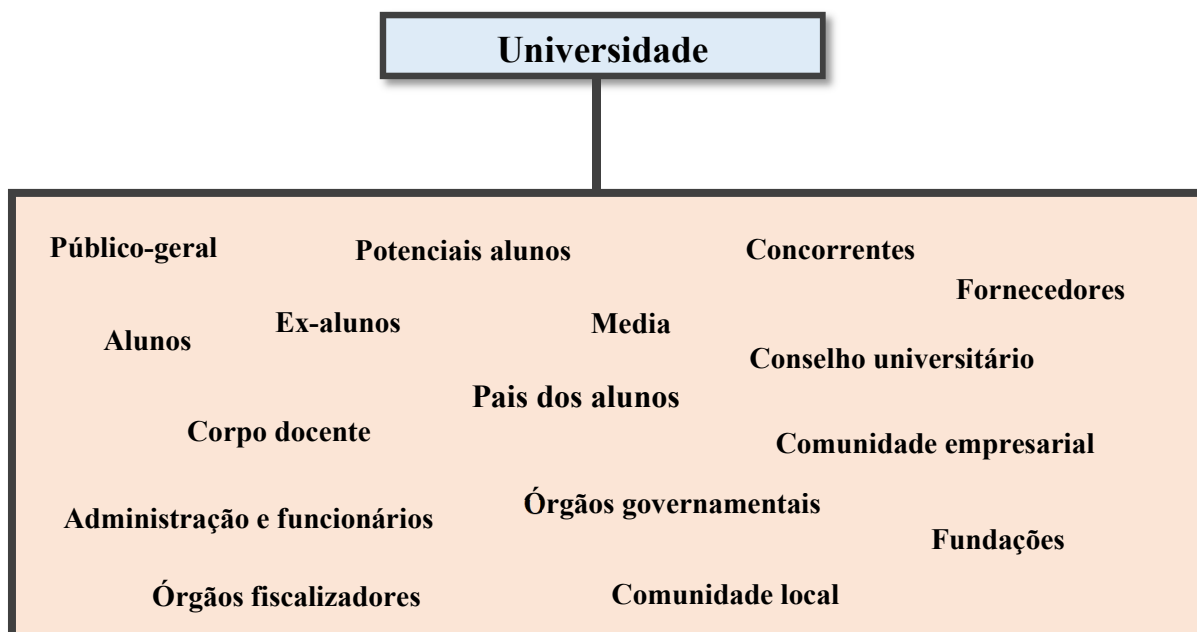 Universidade
Público-geral
Potenciais alunos
Concorrentes
Fornecedores
Ex-alunos
Media
Alunos
Conselho universitário
Pais dos alunos
Corpo docente
Comunidade empresarial
Órgãos governamentais
Administração e funcionários
Fundações
Órgãos fiscalizadores
Comunidade local